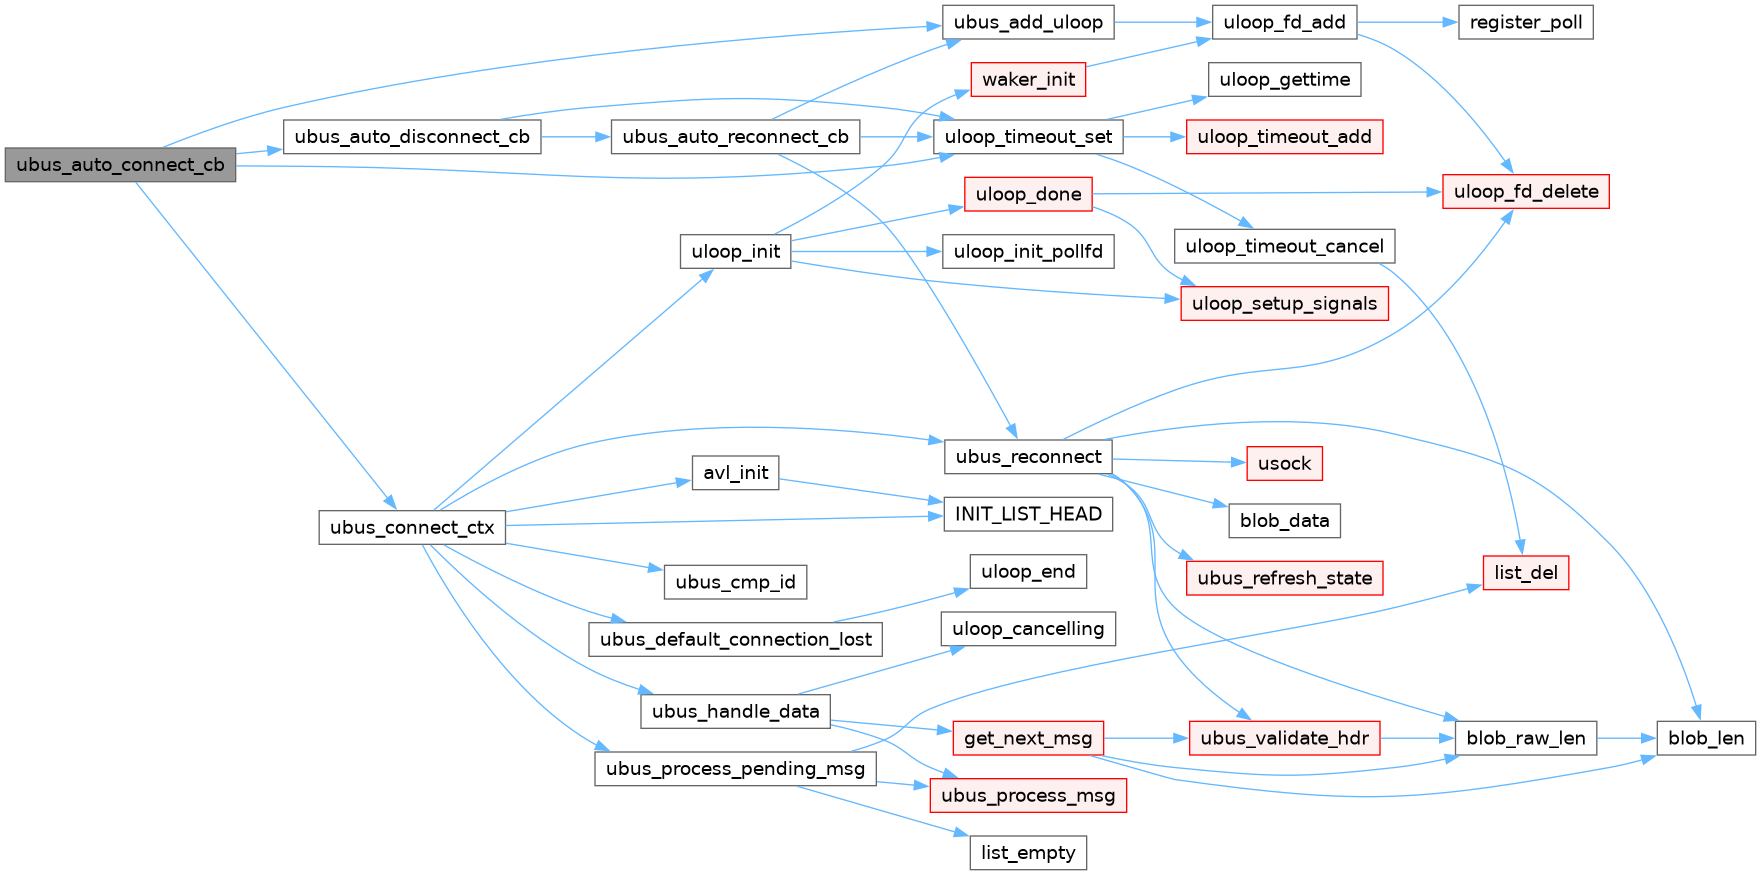 ubus_add_uloop
uloop_fd_add
register_poll
waker_init
uloop_gettime
ubus_auto_disconnect_cb
ubus_auto_reconnect_cb
uloop_timeout_set
uloop_timeout_add
ubus_auto_connect_cb
uloop_done
uloop_fd_delete
uloop_init
uloop_init_pollfd
uloop_timeout_cancel
uloop_setup_signals
ubus_reconnect
usock
avl_init
INIT_LIST_HEAD
blob_data
ubus_connect_ctx
ubus_cmp_id
uloop_end
ubus_refresh_state
list_del
ubus_default_connection_lost
uloop_cancelling
ubus_handle_data
get_next_msg
ubus_validate_hdr
blob_raw_len
blob_len
ubus_process_pending_msg
ubus_process_msg
list_empty